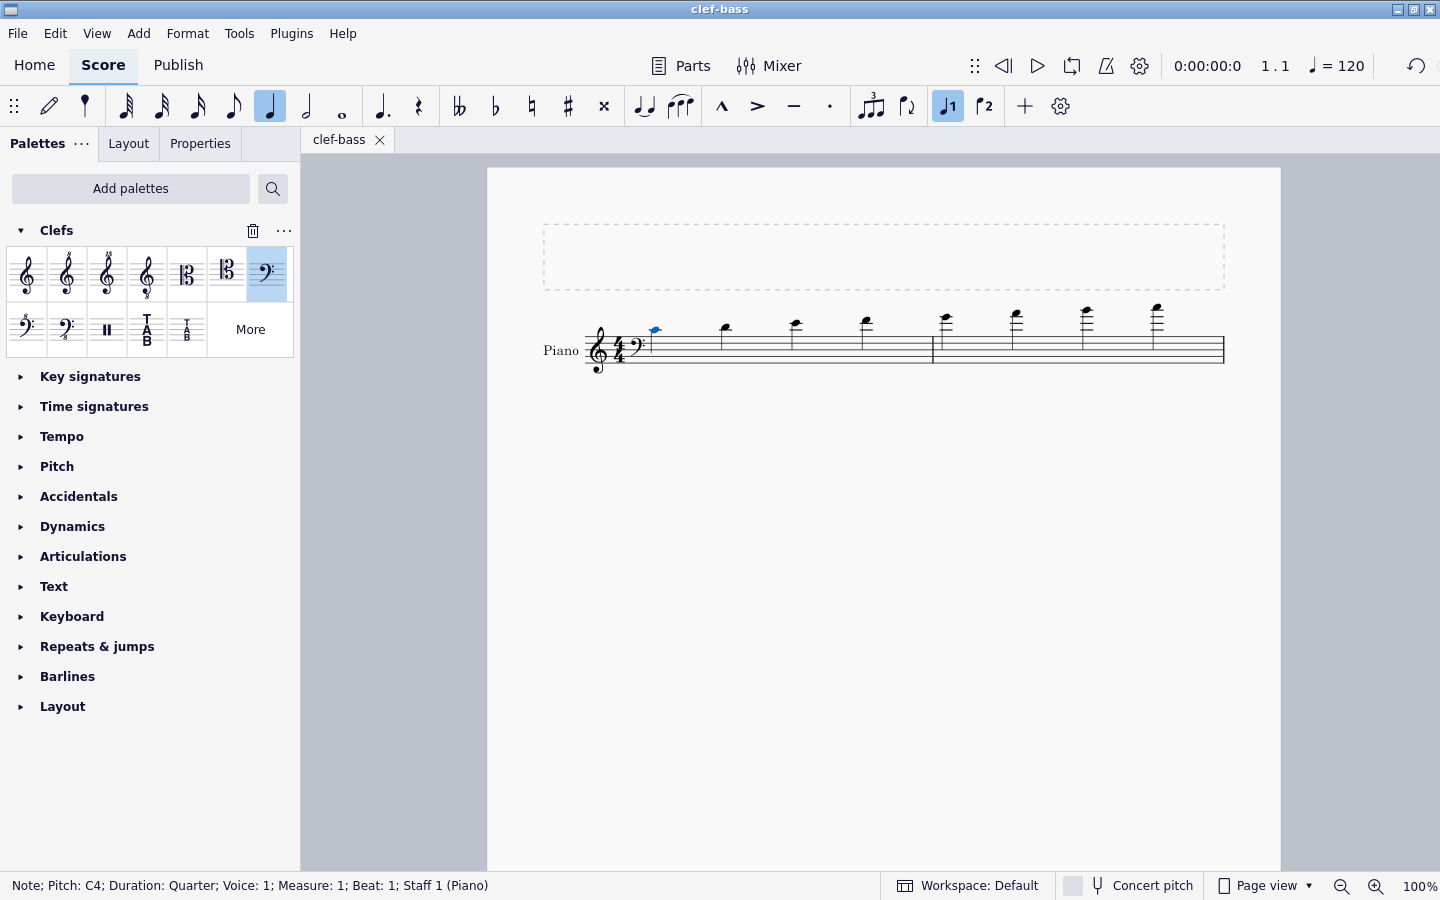 clef-bass
File Edit View Add Format Tools Plugins Help
Home Score Publish Parts Mixer 0:00:00:0 1 . 1 = 120
Palettes Layout Properties
clef-bass
Add palettes
Clefs
More
Piano
Key signatures
Time signatures
Tempo
Pitch
Accidentals
Dynamics
Articulations
Text
Keyboard
Repeats & jumps
Barlines
Layout
Note; Pitch: C4; Duration: Quarter; Voice: 1; Measure: 1; Beat: 1; Staff 1 (Piano) Workspace: Default Concert pitch Page view 100%